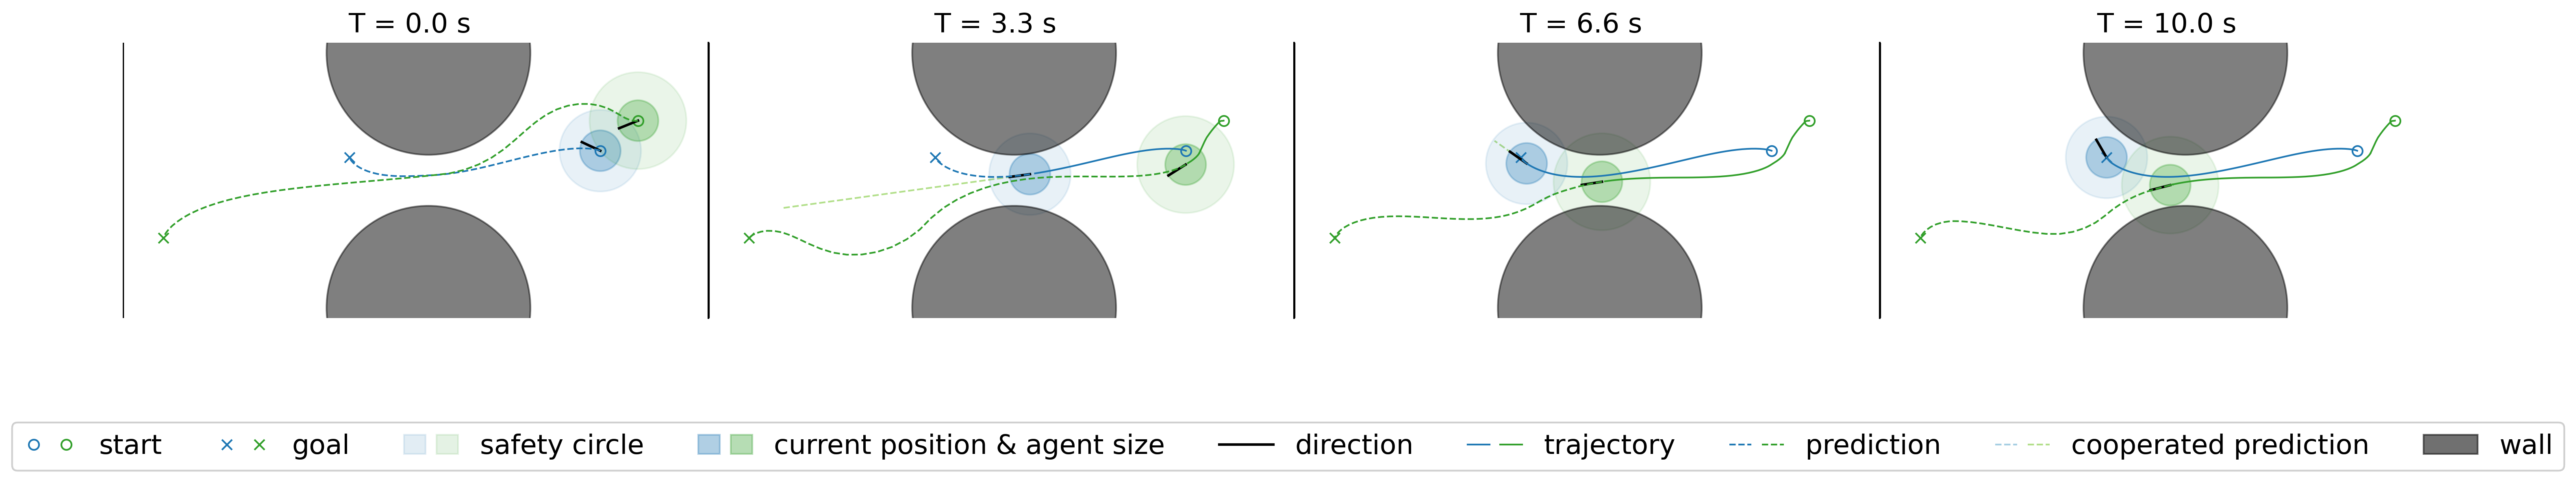 T = 0.0 s
T = 3.3 s
T = 6.6 s
T = 10.0 s
start
goal
safety circle
current position & agent size
direction
trajectory
prediction
cooperated prediction
wall